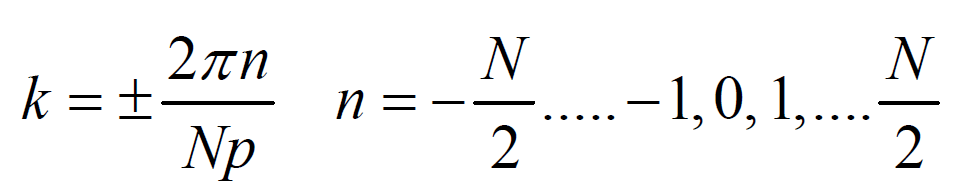 k = ± 2πn / Np   n = − N / 2 ..... −1, 0, 1, .... N / 2